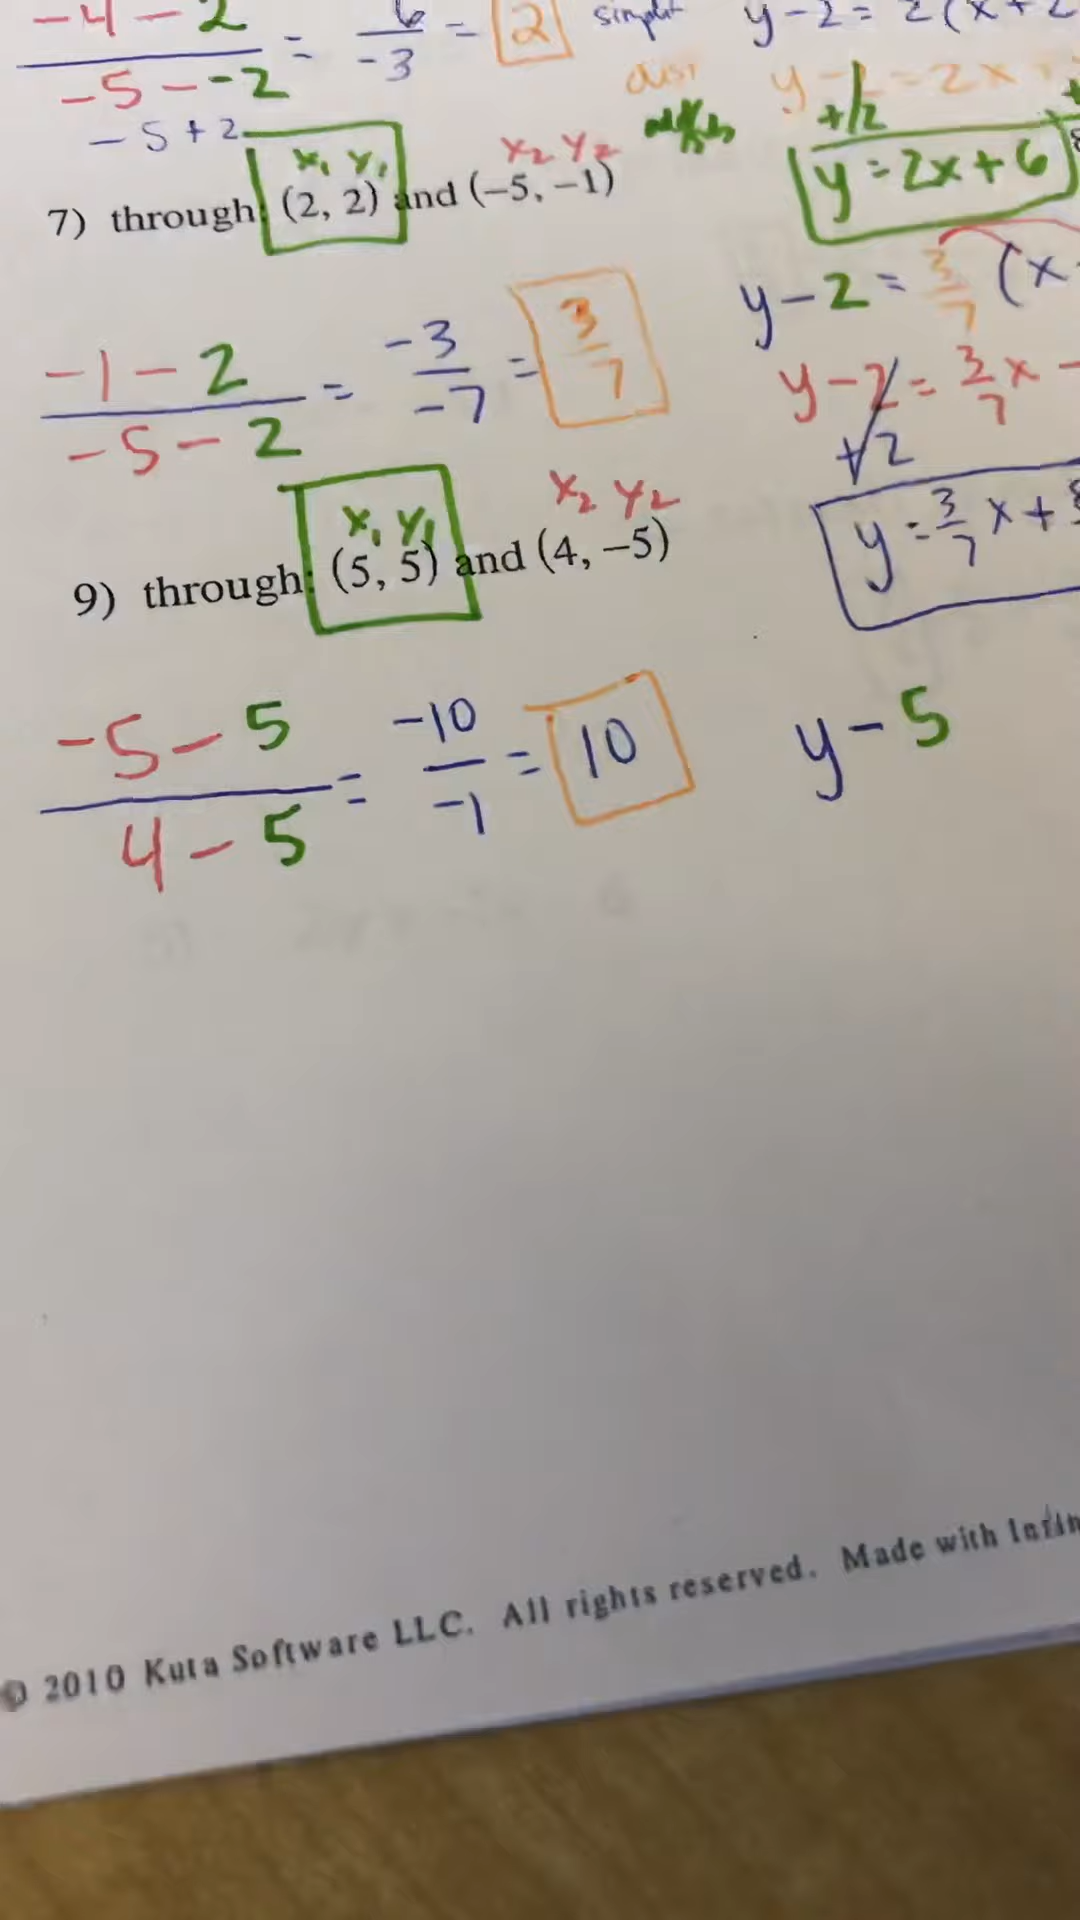 -4 - 2 / -5 - -2 = 6 / -3 = 2
y - 2 = 2(x + 2
-5 + 2
y - 2 = 2x
+2
y = 2x + 6
x₁ y₁ x₂ y₂
7) through: (2, 2) and (−5, −1)
y - 2 = 3/7 (x
-1 - 2 / -5 - 2 = -3 / -7 = 3/7
y - 2 = 3/7 x -
+2
y = 3/7 x +
x₁ y₁ x₂ y₂
9) through: (5, 5) and (4, −5)
-5 - 5 / 4 - 5 = -10 / -1 = 10
y - 5
© 2010 Kuta Software LLC. All rights reserved. Made with